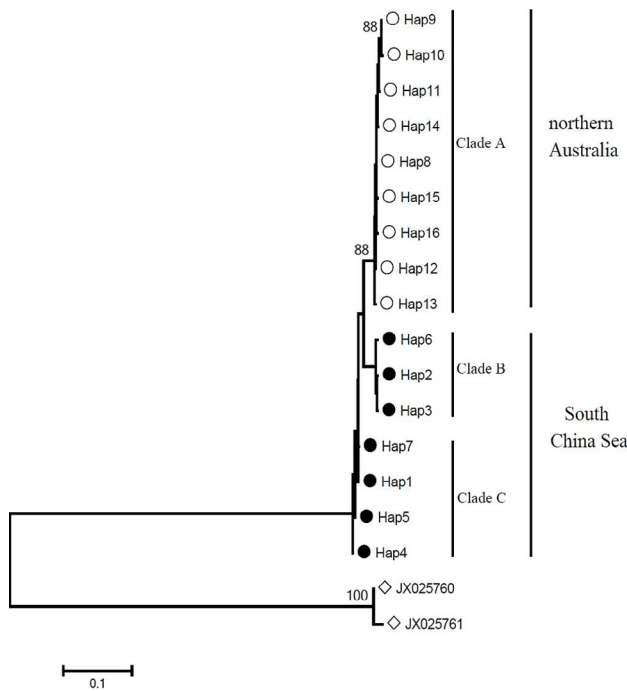 88
Hap9
Hap10
Hap11
Hap14
Clade A
northern
Australia
Hap8
Hap15
Hap16
88
Hap12
Hap13
Hap6
Hap2
Clade B
Hap3
South
China Sea
Hap7
Hap1
Clade C
Hap5
Hap4
100
JX025760
JX025761
0.1